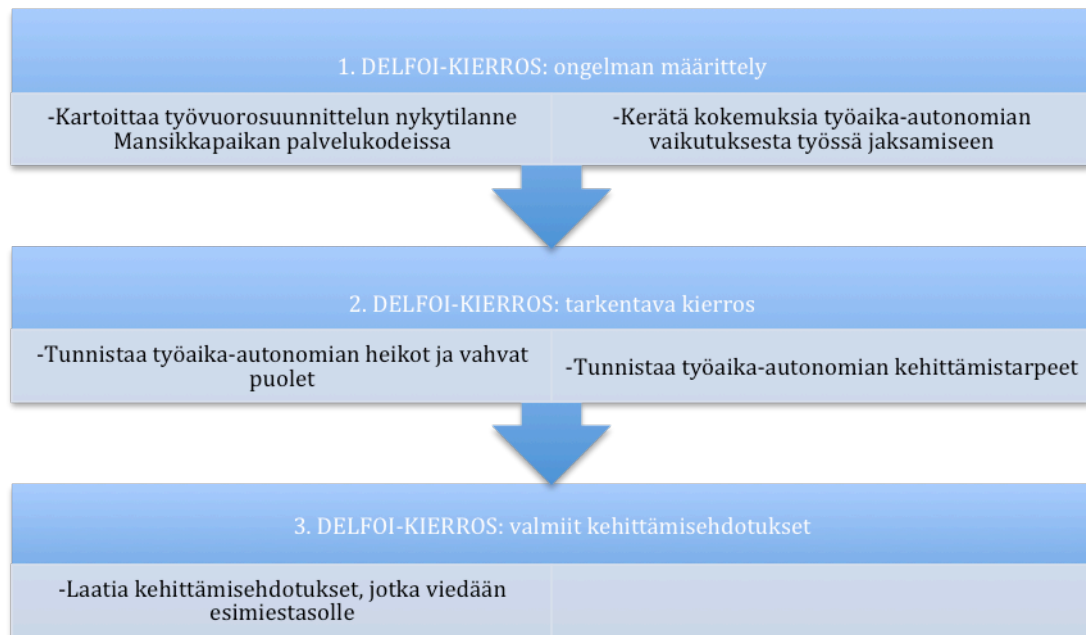 1. DELFOI-KIERROS: ongelman määrittely
-Kartoittaa työvuorosuunnittelun nykytilanne
Mansikkapaikan palvelukodeissa
-Kerätä kokemuksia työaika-autonomian
vaikutuksesta työssä jaksamiseen
2. DELFOI-KIERROS: tarkentava kierros
-Tunnistaa työaika-autonomian heikot ja vahvat
puolet
-Tunnistaa työaika-autonomian kehittämistarpeet
3. DELFOI-KIERROS: valmiit kehittämisehdotukset
-Laatia kehittämisehdotukset, jotka viedään
esimiestasolle